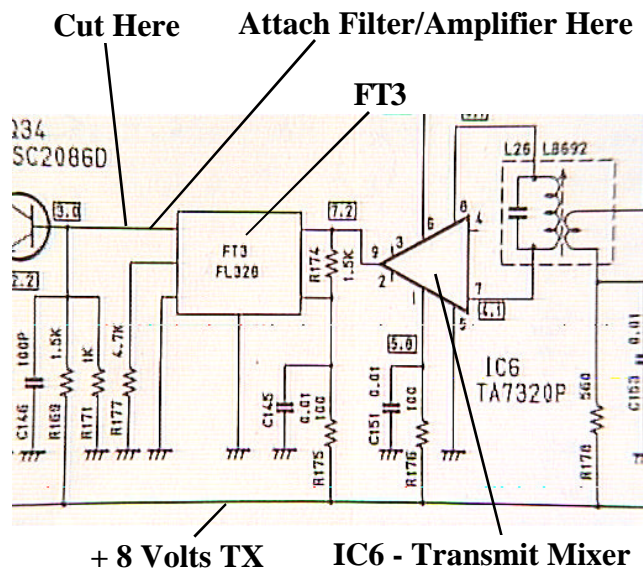 Cut Here
Attach Filter/Amplifier Here
FT3
Q34
SC2086D
3.0
7.2
FT3
FL320
R174
1.5K
9
3
2
1
6
8
4
7
5
4.1
L26 LB692
2.2
5.0
IC6
TA7320P
100P
C146
1.5K
R169
1K
R171
4.7K
R177
C145
0.01
100
R175
C151
0.01
100
R176
560
R178
C153
0.01
+ 8 Volts TX
IC6 - Transmit Mixer